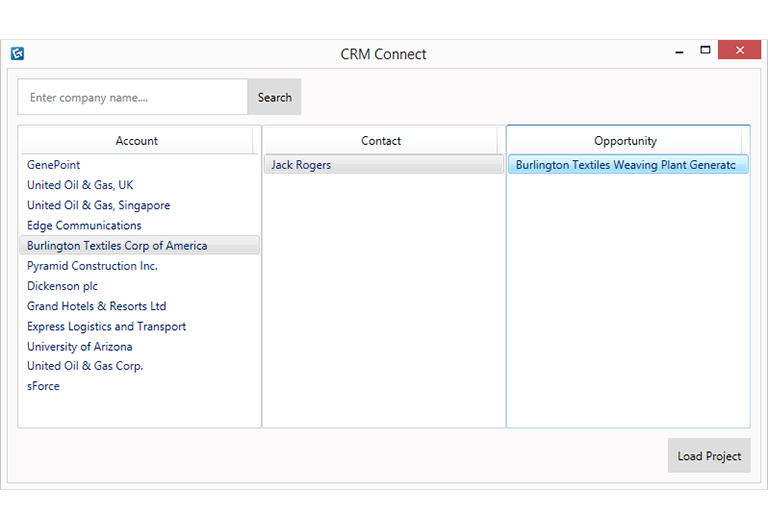 CRM Connect
Enter company name....
Search
Account
Contact
Opportunity
GenePoint
Jack Rogers
Burlington Textiles Weaving Plant Generatc
United Oil & Gas, UK
United Oil & Gas, Singapore
Edge Communications
Burlington Textiles Corp of America
Pyramid Construction Inc.
Dickenson plc
Grand Hotels & Resorts Ltd
Express Logistics and Transport
University of Arizona
United Oil & Gas Corp.
sForce
Load Project